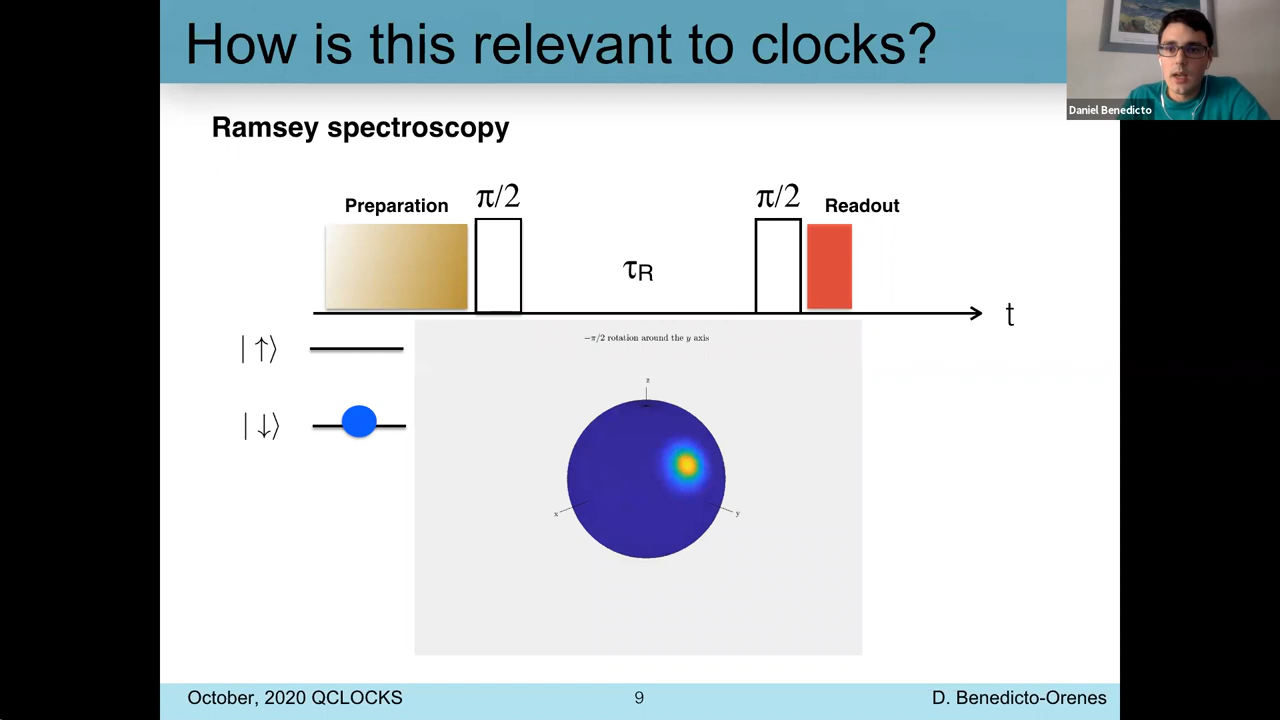 How is this relevant to clocks?
Daniel Benedicto
Ramsey spectroscopy
Preparation
π/2
π/2
Readout
τR
t
|↑⟩
|↓⟩
−π/2 rotation around the y axis
z
x
y
October, 2020 QCLOCKS
9
D. Benedicto-Orenes